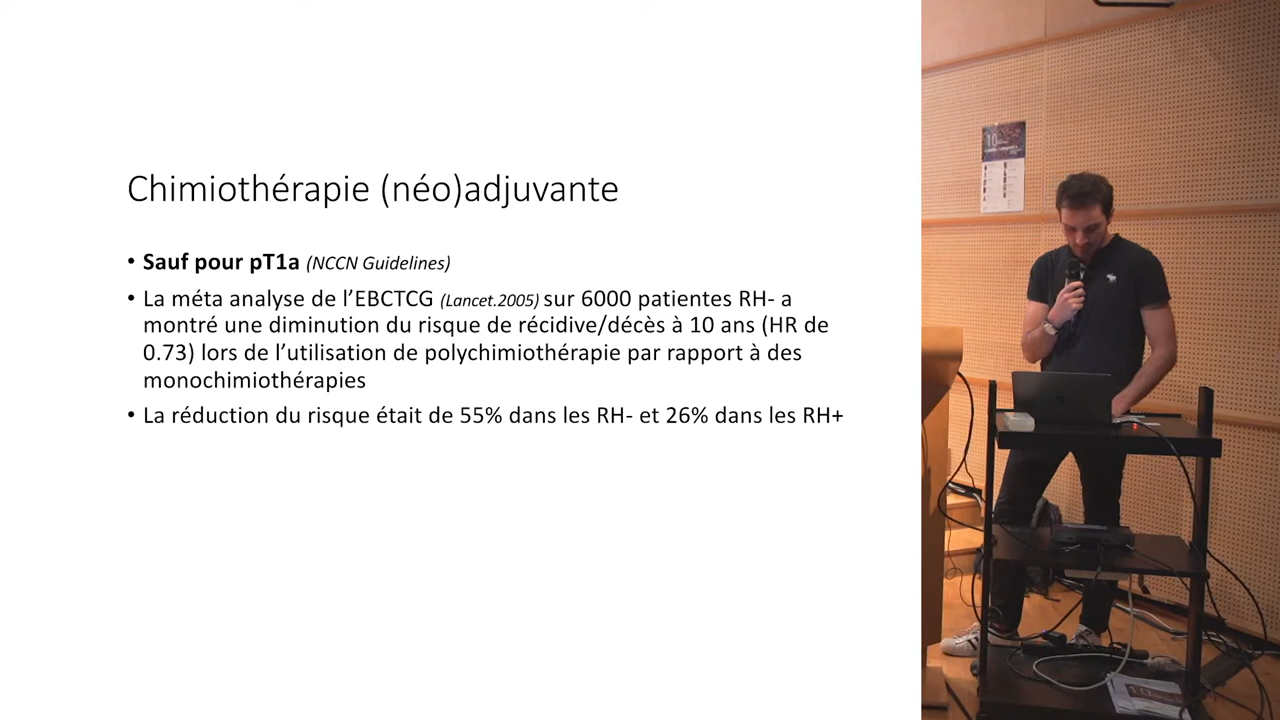 Chimiothérapie (néo)adjuvante
• Sauf pour pT1a (NCCN Guidelines)
• La méta analyse de l’EBCTCG (Lancet.2005) sur 6000 patientes RH- a
montré une diminution du risque de récidive/décès à 10 ans (HR de
0.73) lors de l’utilisation de polychimiothérapie par rapport à des
monochimiothérapies
• La réduction du risque était de 55% dans les RH- et 26% dans les RH+
10